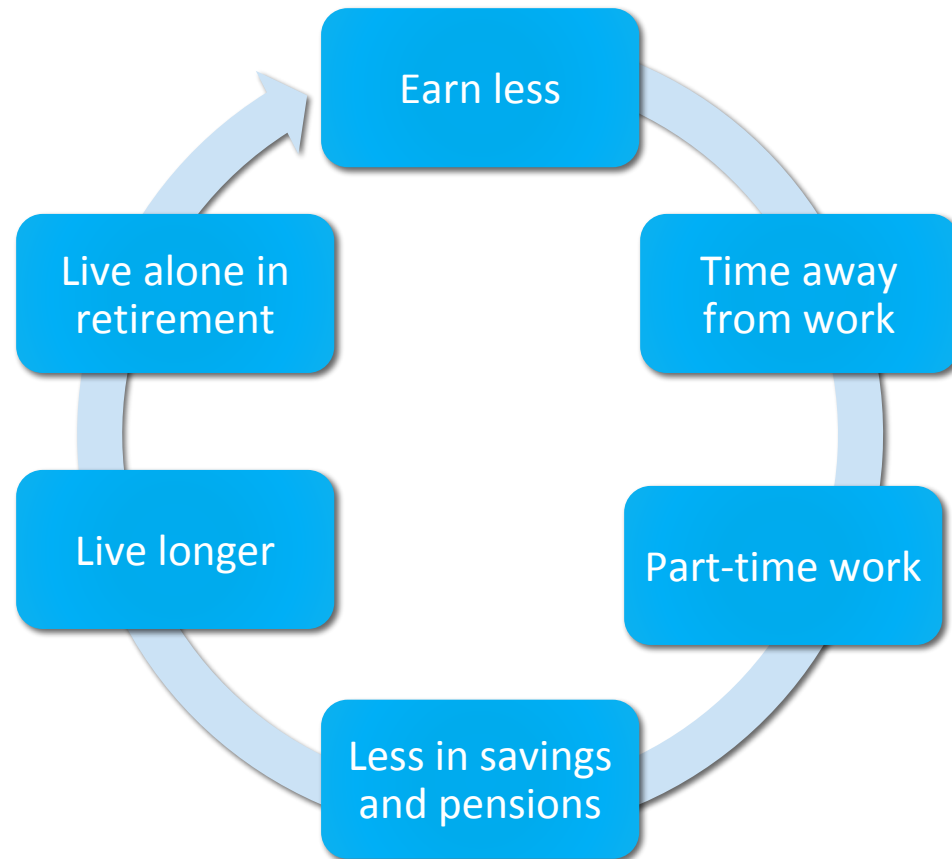 Earn less
Time away
from work
Part-time work
Less in savings
and pensions
Live longer
Live alone in
retirement